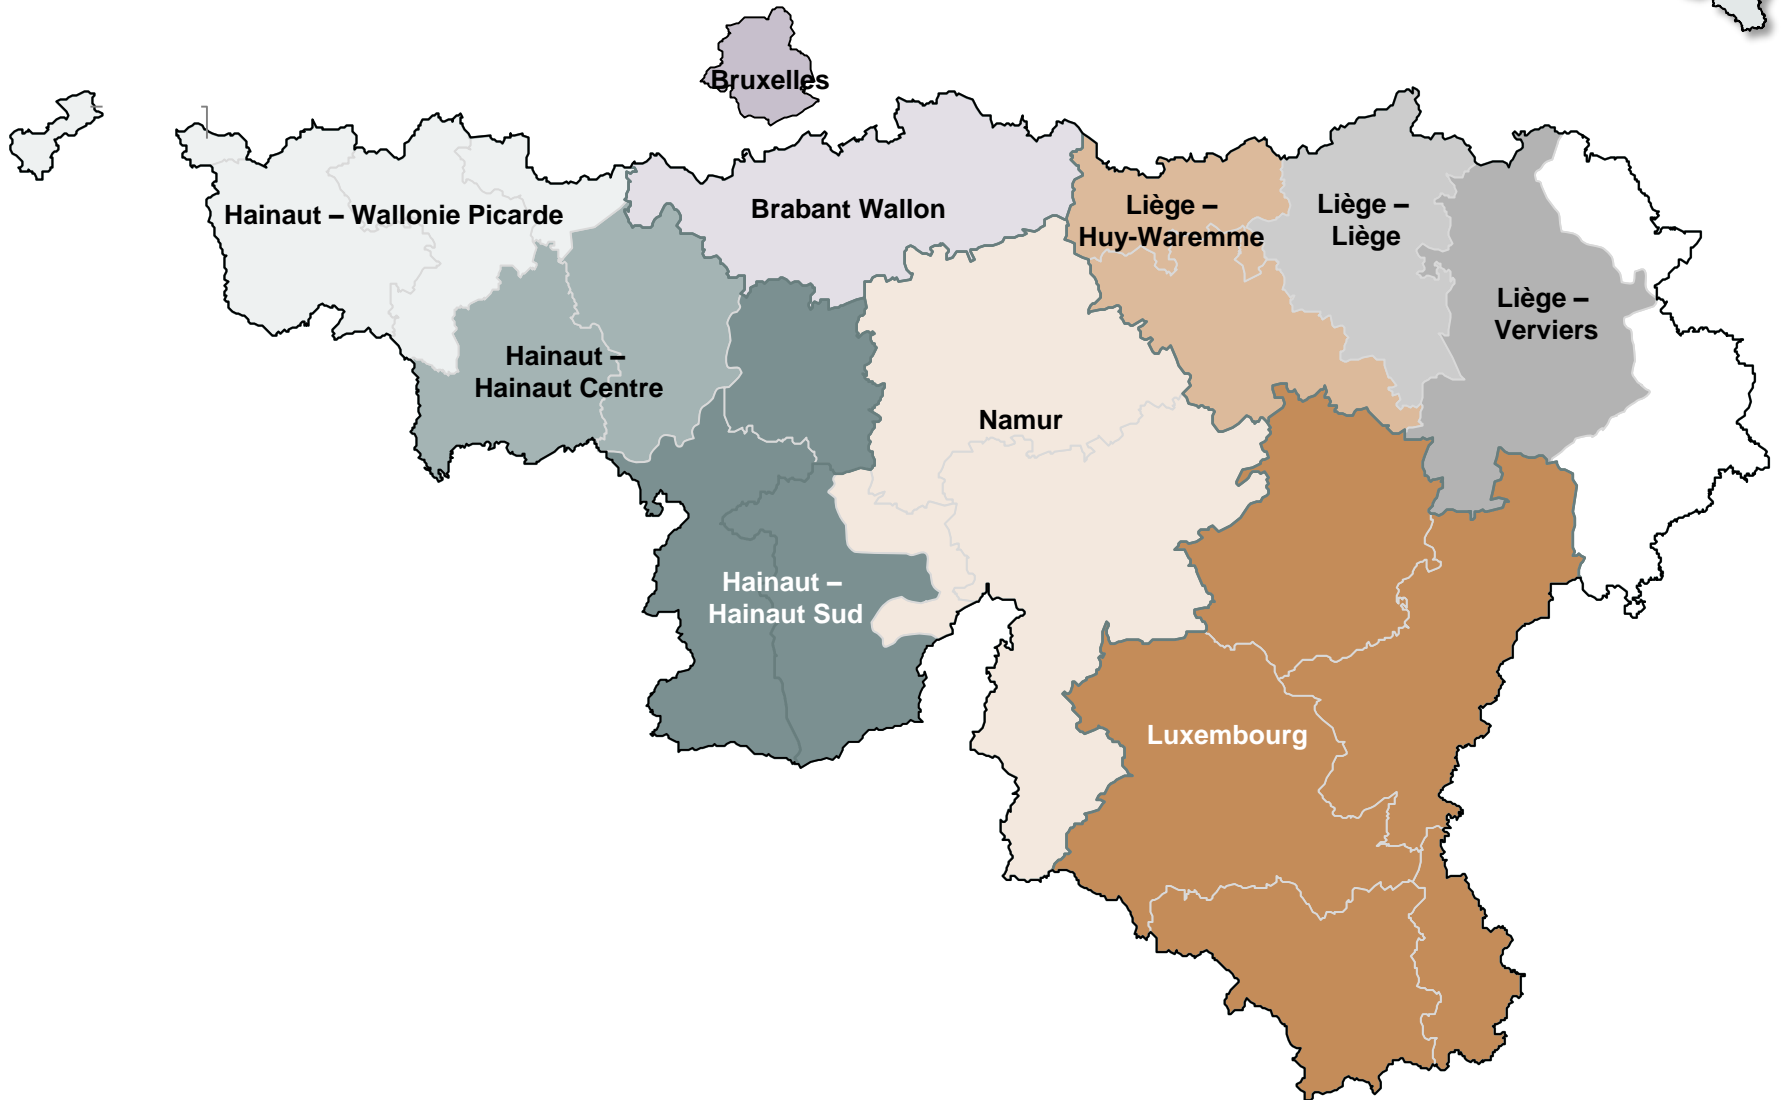 Bruxelles
Hainaut – Wallonie Picarde
Brabant Wallon
Liège –
Huy-Waremme
Liège –
Liège
Liège –
Verviers
Hainaut –
Hainaut Centre
Namur
Hainaut –
Hainaut Sud
Luxembourg